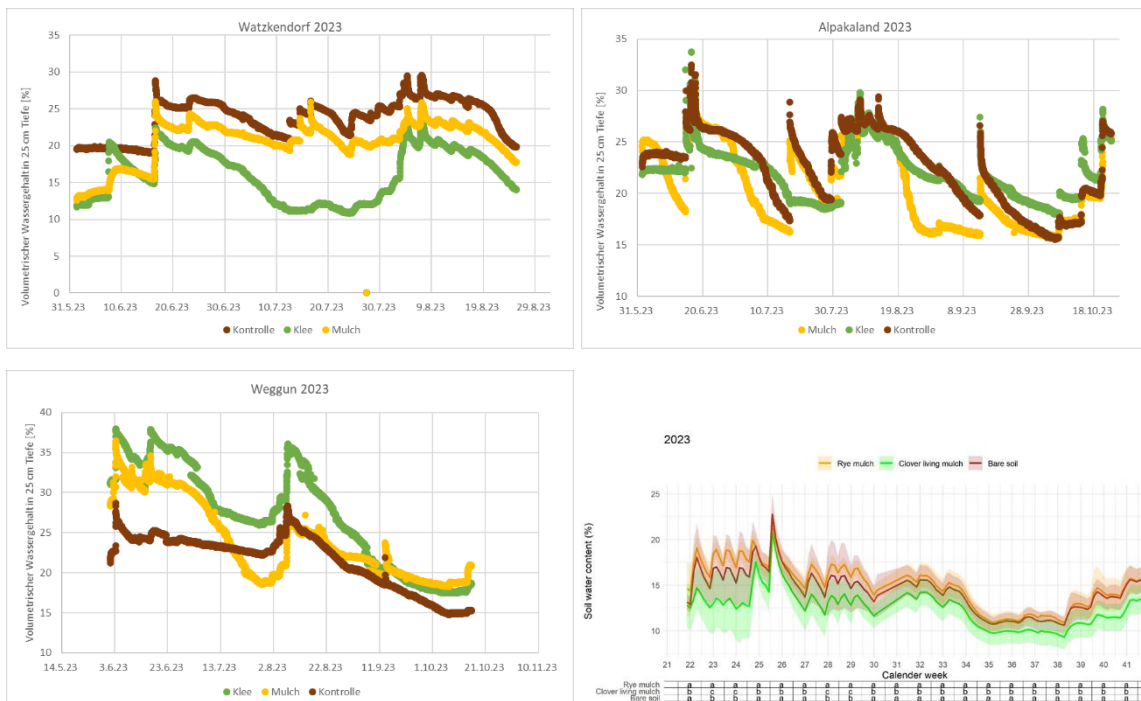 Watzkendorf 2023
Volumetrischer Wassergehalt in 25 cm Tiefe [%]
35
30
25
20
15
10
5
0
31.5.23 10.6.23 20.6.23 30.6.23 10.7.23 20.7.23 30.7.23 9.8.23 19.8.23 29.8.23
Kontrolle Klee Mulch
Alpakaland 2023
Volumetrischer Wassergehalt in 25 cm Tiefe [%]
35
30
25
20
15
10
31.5.23 20.6.23 10.7.23 30.7.23 19.8.23 8.9.23 28.9.23 18.10.23
Mulch Klee Kontrolle
Weggun 2023
Volumetrischer Wassergehalt in 25 cm Tiefe [%]
40
35
30
25
20
15
10
14.5.23 3.6.23 23.6.23 13.7.23 2.8.23 22.8.23 11.9.23 1.10.23 21.10.23 10.11.23
Klee Mulch Kontrolle
2023
Rye mulch Clover living mulch Bare soil
Soil water content (%)
25
20
15
10
21 22 23 24 25 26 27 28 29 30 31 32 33 34 35 36 37 38 39 40 41
Calender week
Rye mulch a a a a a a a a a a a a a a a a a a a a
Clover living mulch b c c b b b c c b b b b b b b b b b b b
Bare soil